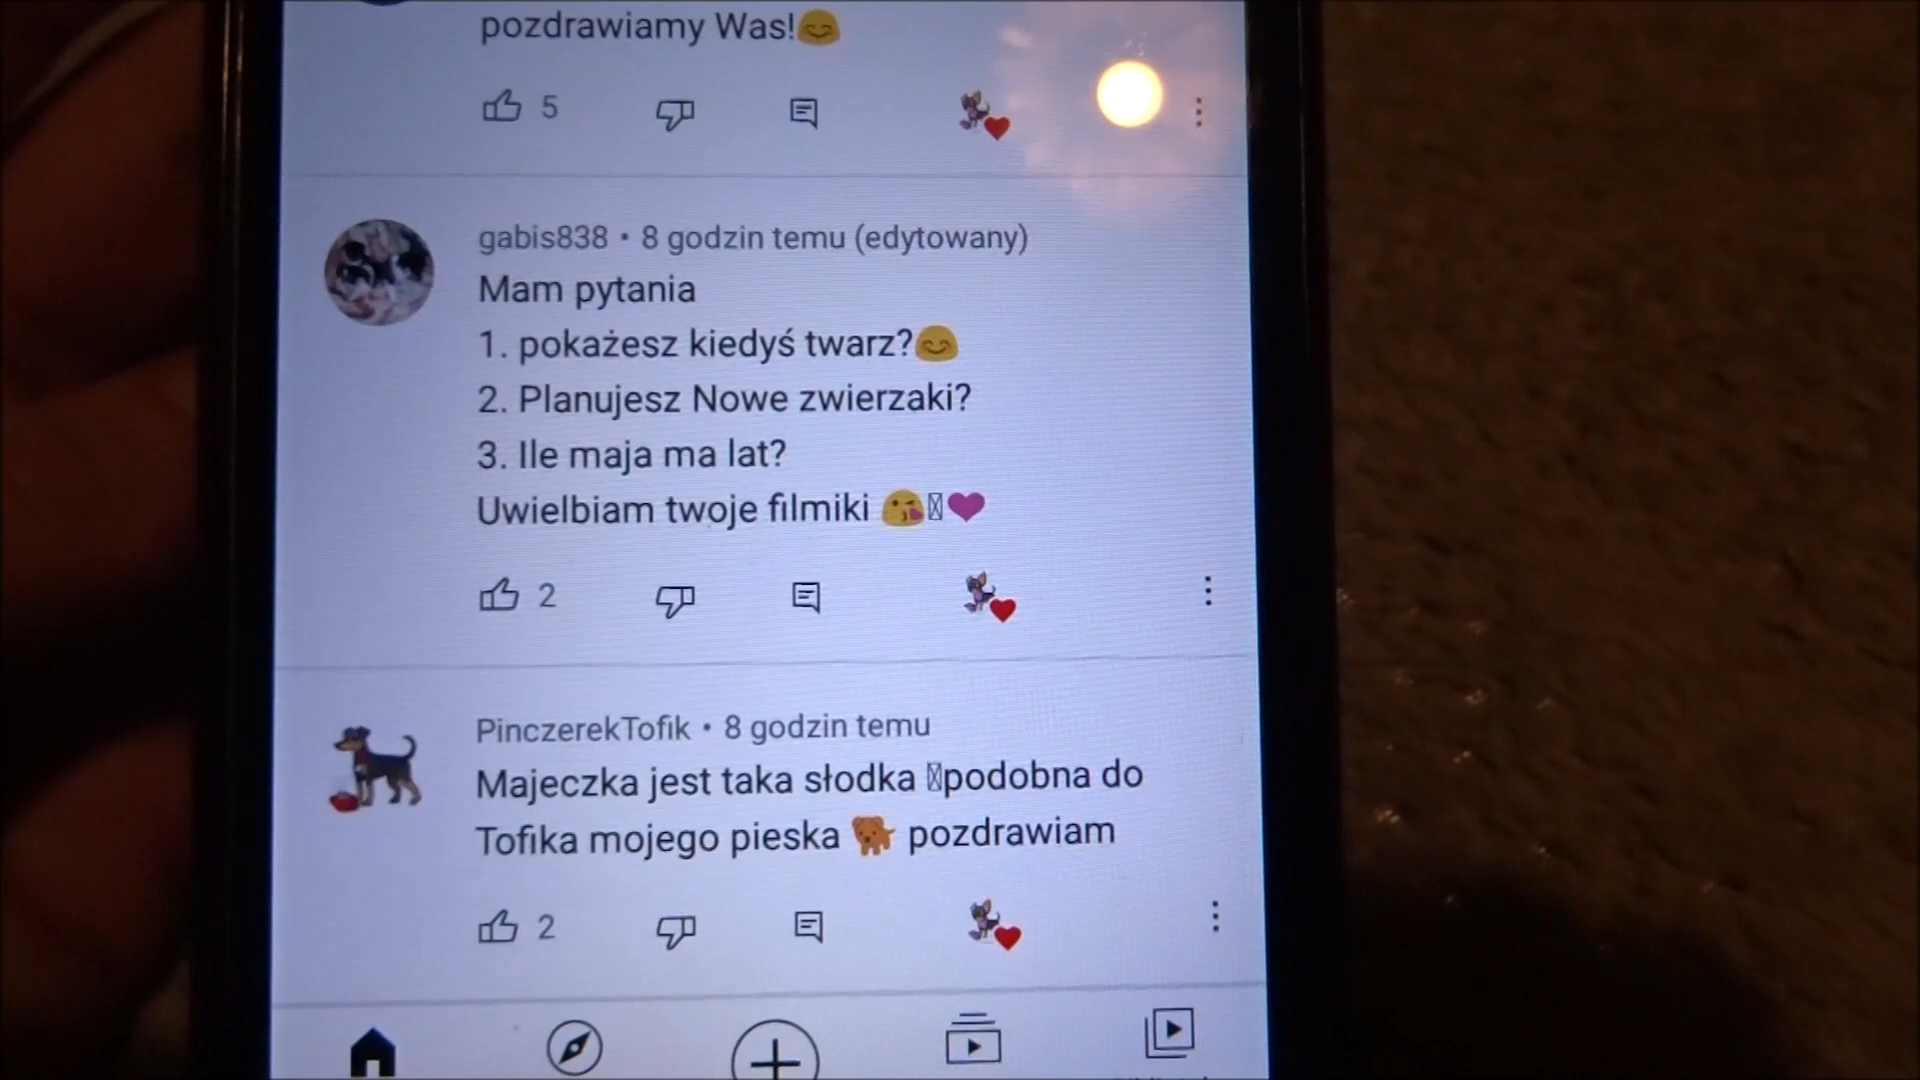 pozdrawiamy Was!😊
5
gabis838 • 8 godzin temu (edytowany)
Mam pytania
1. pokażesz kiedyś twarz?😊
2. Planujesz Nowe zwierzaki?
3. Ile maja ma lat?
Uwielbiam twoje filmiki 😘💜
2
PinczerekTofik • 8 godzin temu
Majeczka jest taka słodka podobna do
Tofika mojego pieska 🐕 pozdrawiam
2